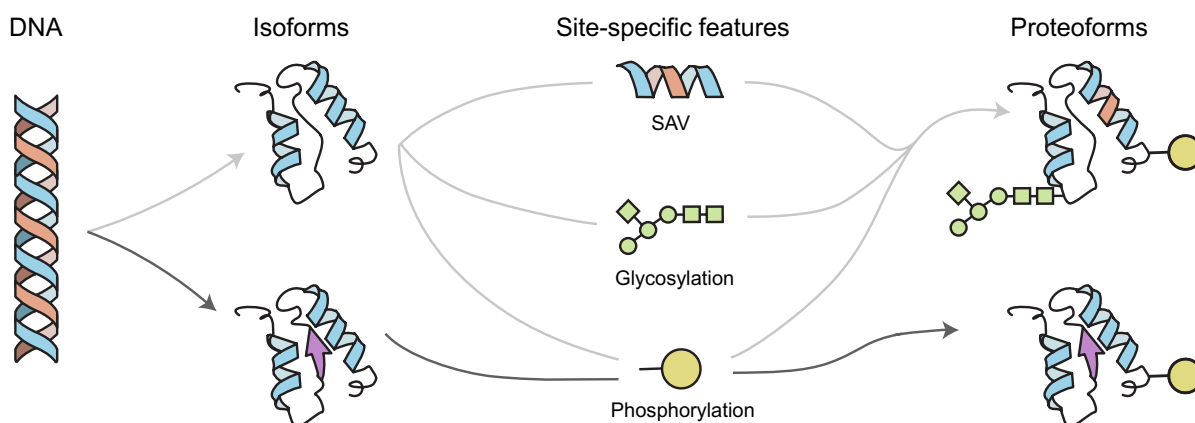 DNA
Isoforms
Site-specific features
Proteoforms
SAV
Glycosylation
Phosphorylation